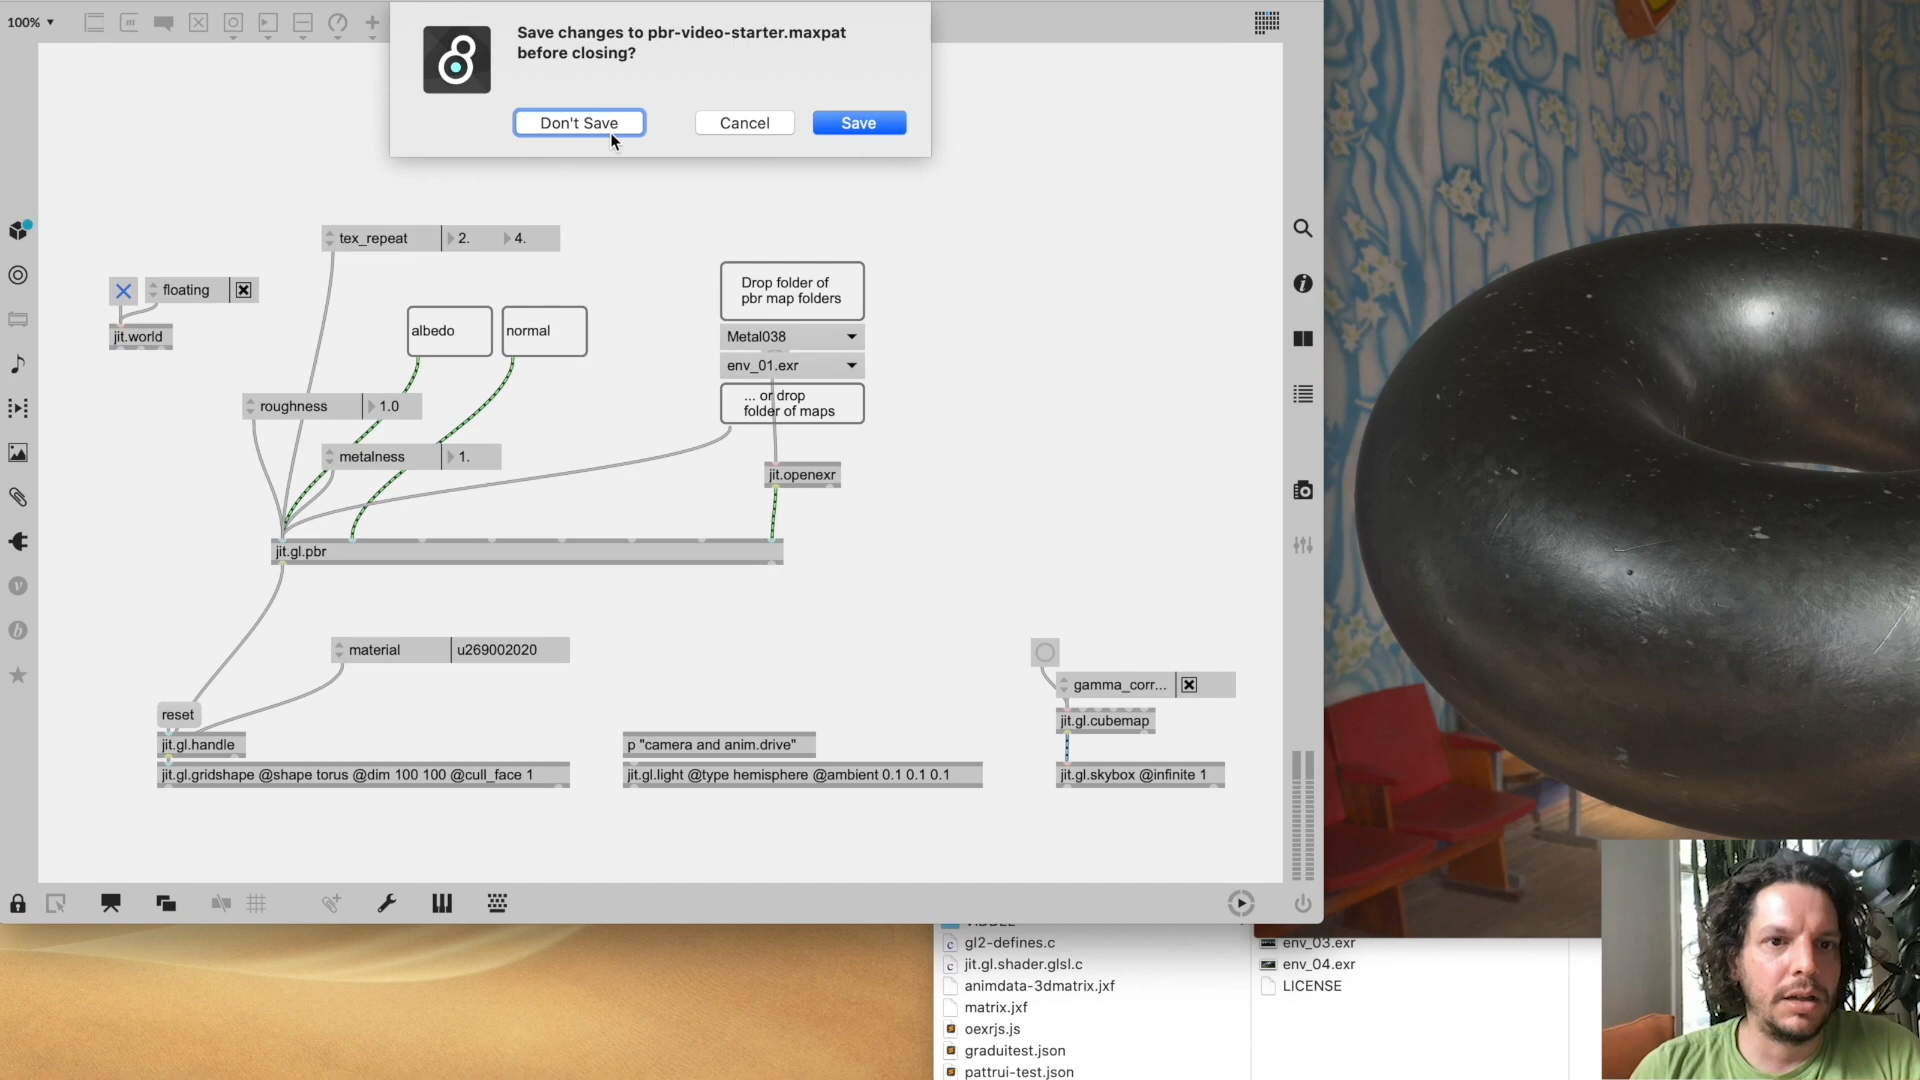 100%
Save changes to pbr-video-starter.maxpat
before closing?
Don't Save
Cancel
Save
tex_repeat 2. 4.
floating
jit.world
albedo
normal
Drop folder of
pbr map folders
Metal038
env_01.exr
... or drop
folder of maps
roughness 1.0
metalness 1.
jit.openexr
jit.gl.pbr
material u269002020
gamma_corr...
reset
jit.gl.cubemap
jit.gl.handle
p "camera and anim.drive"
jit.gl.gridshape @shape torus @dim 100 100 @cull_face 1
jit.gl.light @type hemisphere @ambient 0.1 0.1 0.1
jit.gl.skybox @infinite 1
gl2-defines.c
jit.gl.shader.glsl.c
animdata-3dmatrix.jxf
matrix.jxf
oexrjs.js
graduitest.json
pattrui-test.json
env_03.exr
env_04.exr
LICENSE